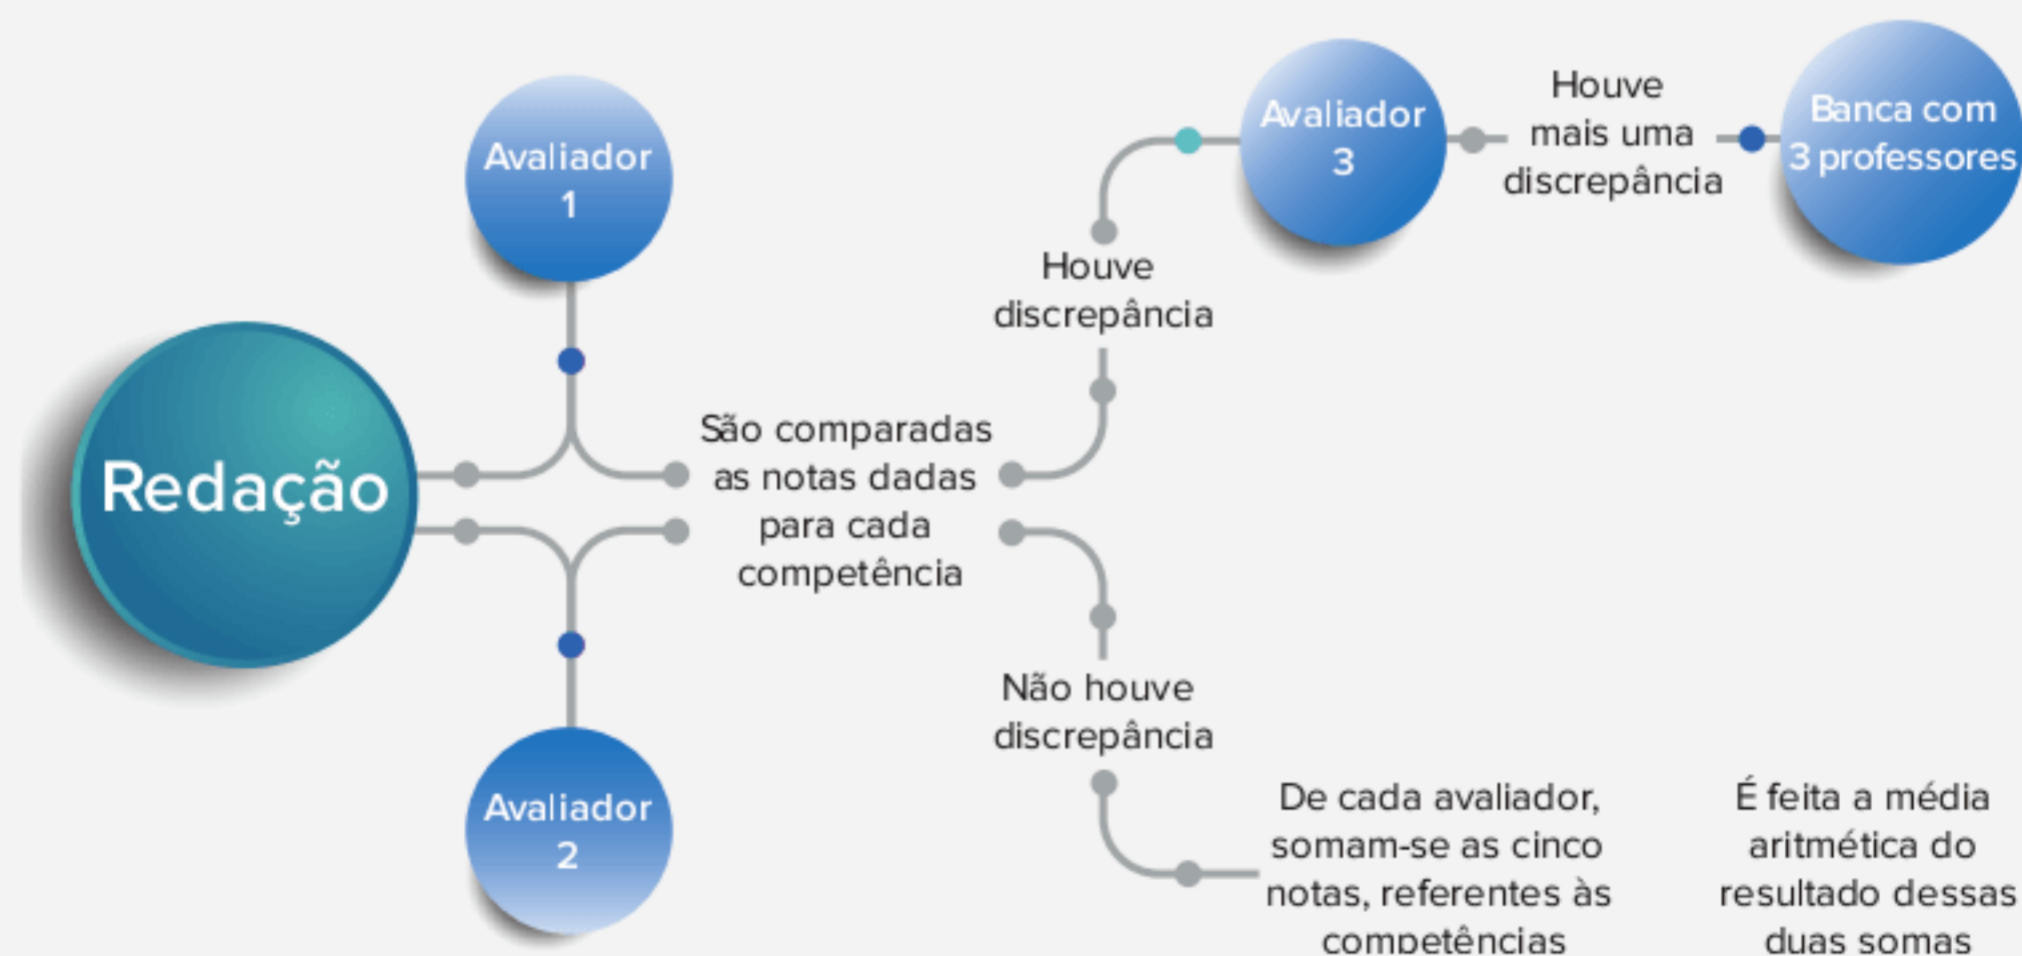 Redação
Avaliador
1
Avaliador
2
São comparadas
as notas dadas
para cada
competência
Houve
discrepância
Avaliador
3
Houve
mais uma
discrepância
Banca com
3 professores
Não houve
discrepância
De cada avaliador,
somam-se as cinco
notas, referentes às
competências
É feita a média
aritmética do
resultado dessas
duas somas